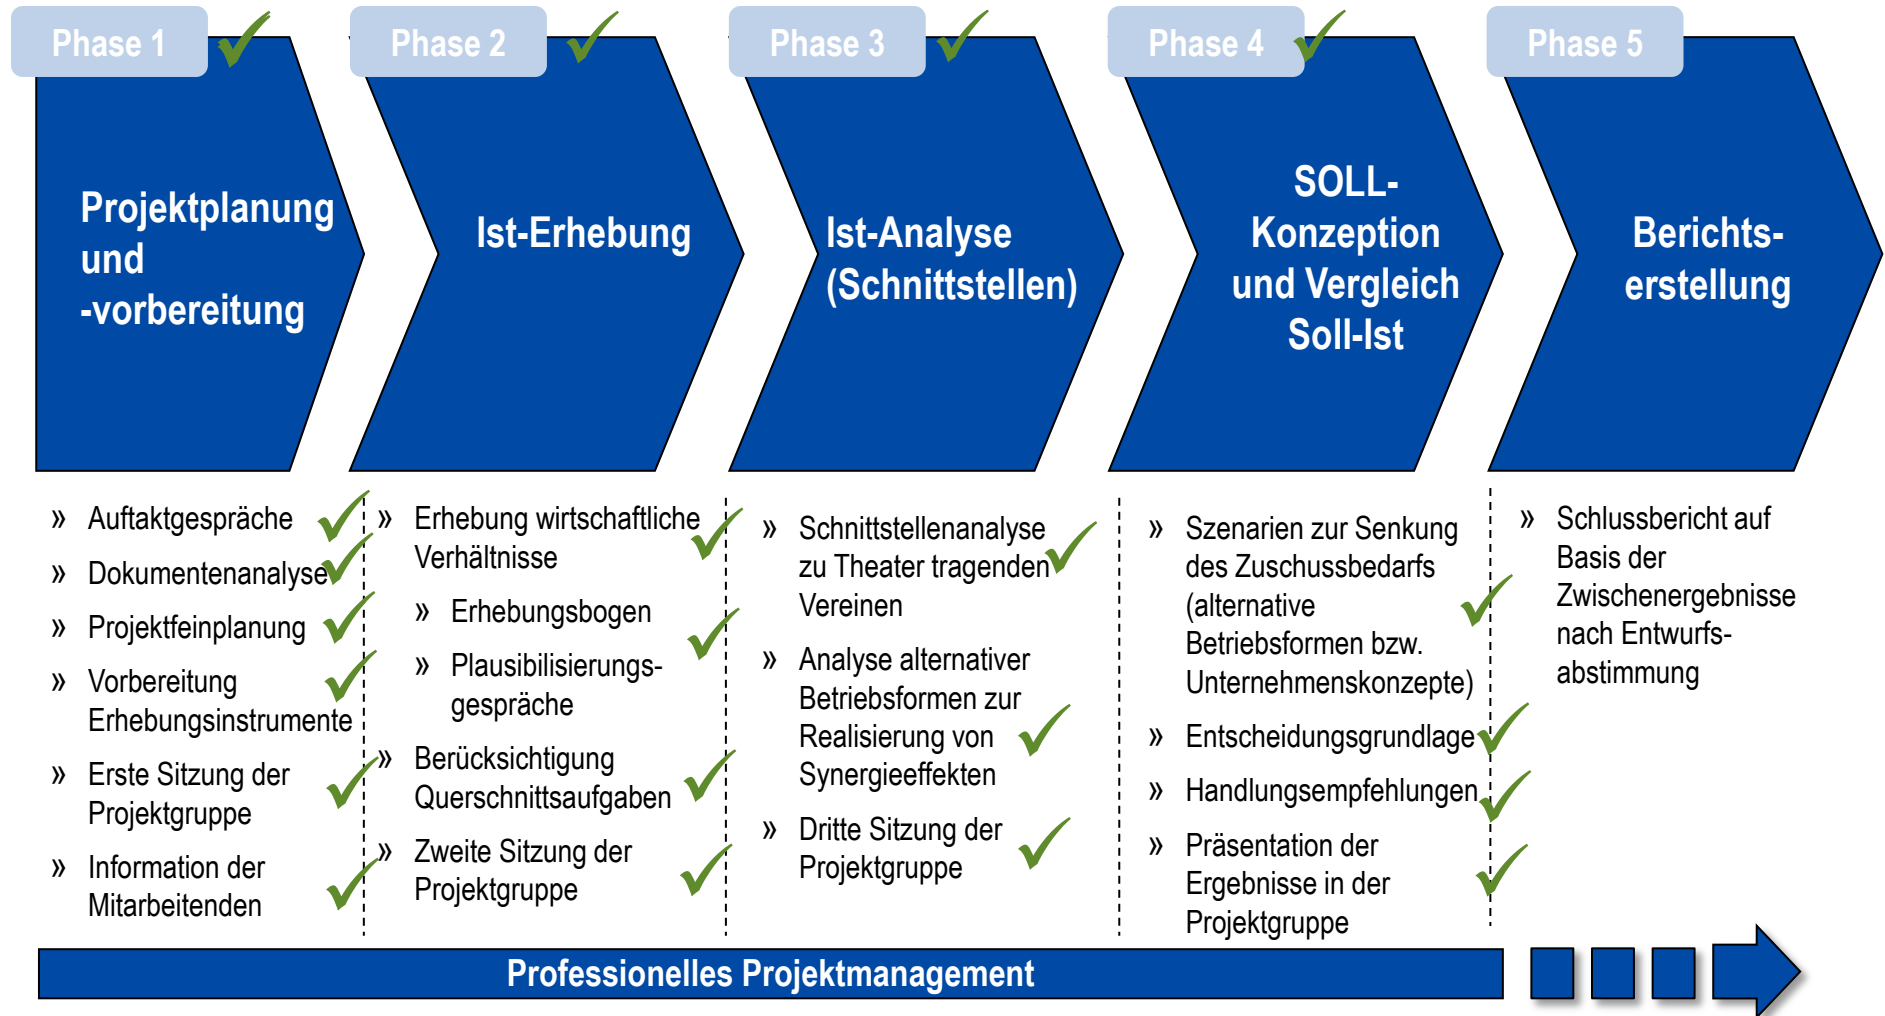 Phase 1
Phase 2
Phase 3
Phase 4
Phase 5
Projektplanung
und
-vorbereitung
Ist-Erhebung
Ist-Analyse
(Schnittstellen)
SOLL-
Konzeption
und Vergleich
Soll-Ist
Berichts-
erstellung
» Auftaktgespräche
» Dokumentenanalyse
» Projektfeinplanung
» Vorbereitung
Erhebungsinstrumente
» Erste Sitzung der
Projektgruppe
» Information der
Mitarbeitenden
» Erhebung wirtschaftliche
Verhältnisse
» Erhebungsbogen
» Plausibilisierungs-
gespräche
» Berücksichtigung
Querschnittsaufgaben
» Zweite Sitzung der
Projektgruppe
» Schnittstellenanalyse
zu Theater tragenden
Vereinen
» Analyse alternativer
Betriebsformen zur
Realisierung von
Synergieeffekten
» Dritte Sitzung der
Projektgruppe
» Szenarien zur Senkung
des Zuschussbedarfs
(alternative
Betriebsformen bzw.
Unternehmenskonzepte)
» Entscheidungsgrundlage
» Handlungsempfehlungen
» Präsentation der
Ergebnisse in der
Projektgruppe
» Schlussbericht auf
Basis der
Zwischenergebnisse
nach Entwurfs-
abstimmung
Professionelles Projektmanagement